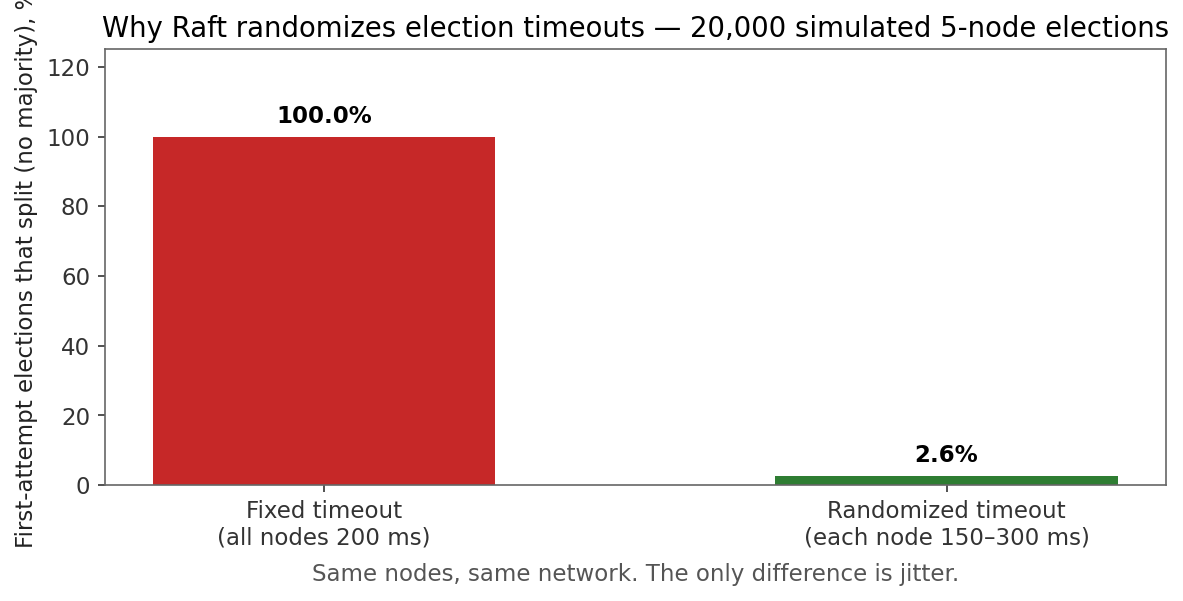 Why Raft randomizes election timeouts — 20,000 simulated 5-node elections
First-attempt elections that split (no majority), %
120
100
80
60
40
20
0
100.0%
2.6%
Fixed timeout
(all nodes 200 ms)
Randomized timeout
(each node 150–300 ms)
Same nodes, same network. The only difference is jitter.